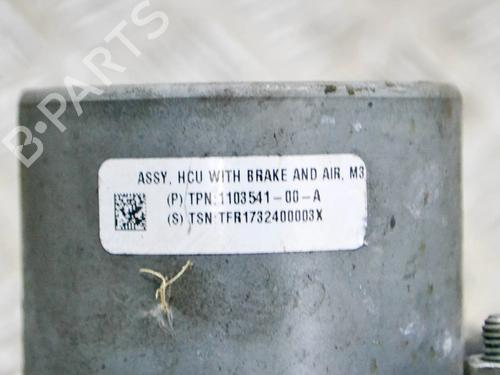 B-PARTS
ASSY, HCU WITH BRAKE AND AIR, M3
(P) TPN:1103541-00-A
(S) TSN:TFR1732400003X